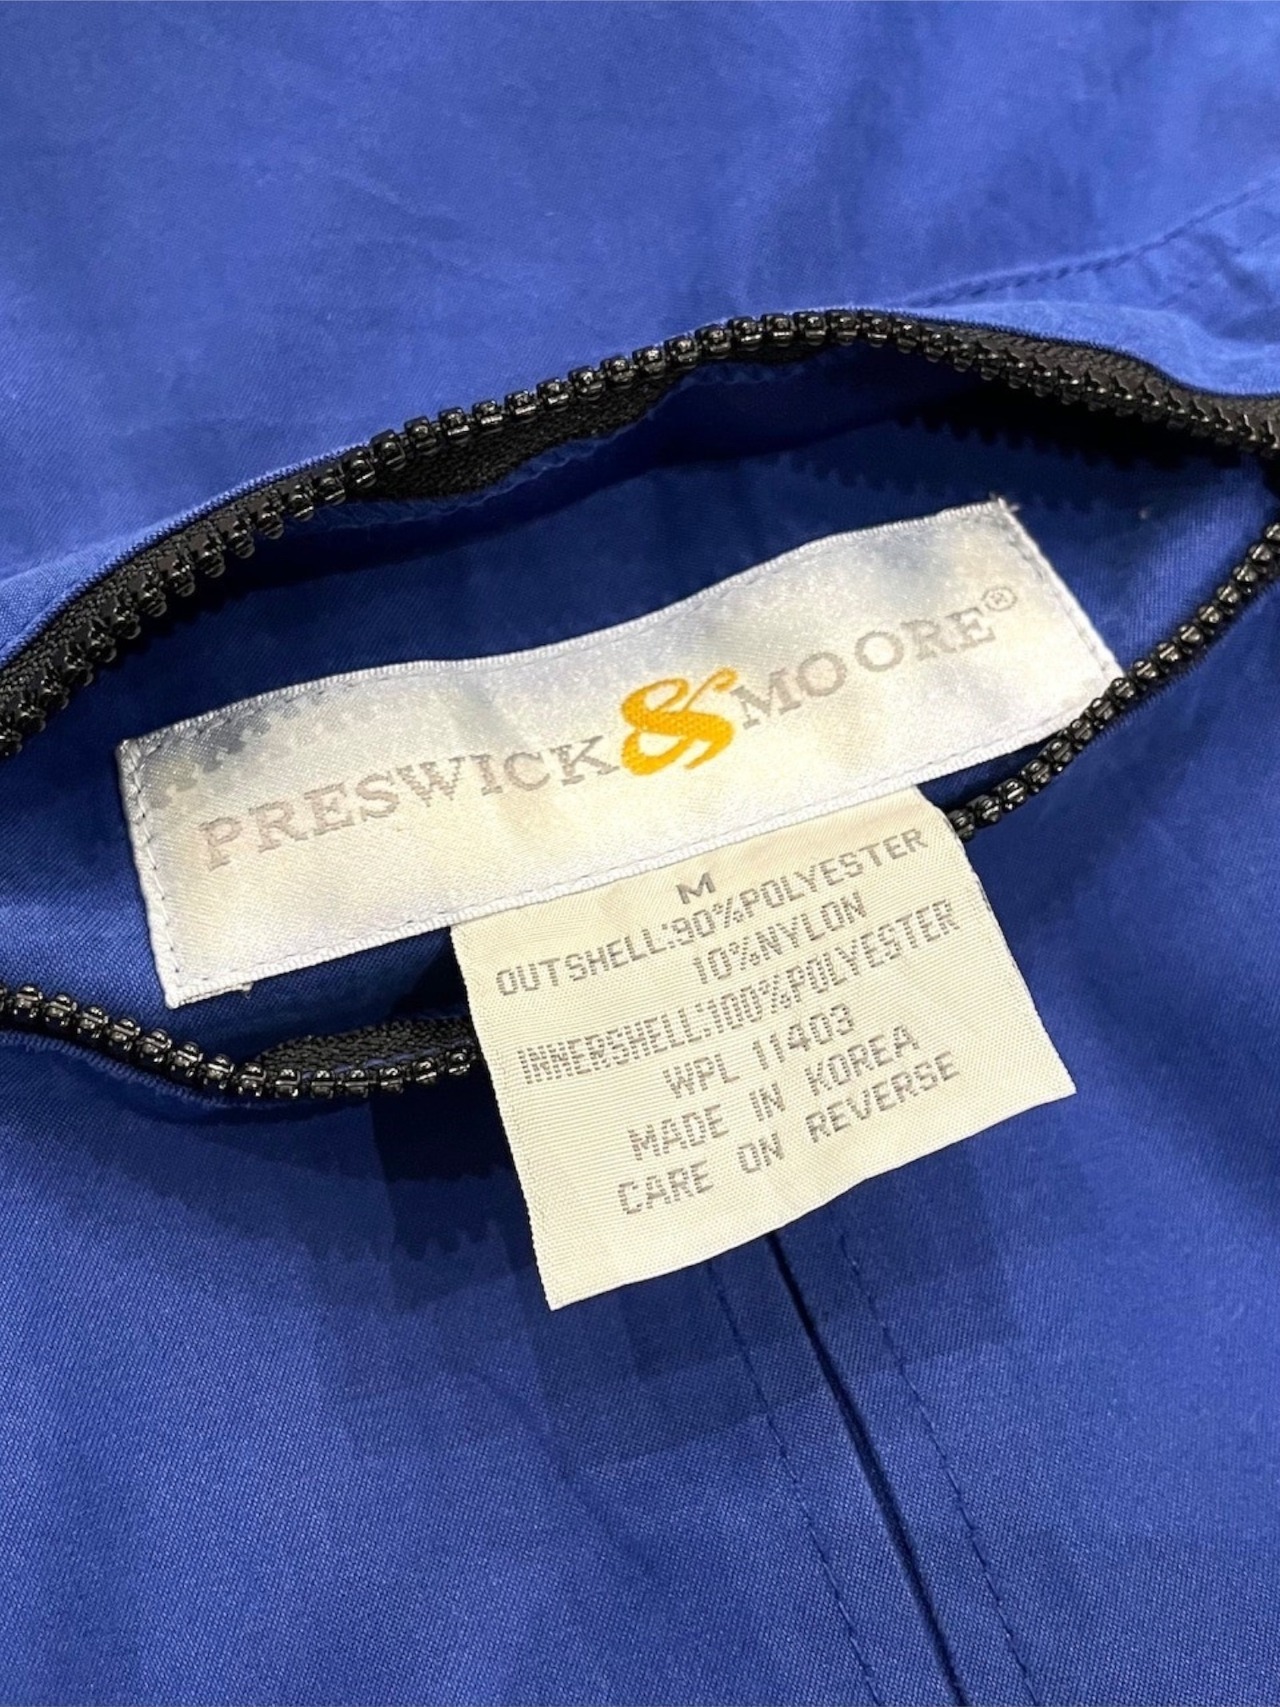 PRESWICK & MOORE®
M
OUTSHELL:90%POLYESTER
10%NYLON
INNERSHELL:100%POLYESTER
WPL 11403
MADE IN KOREA
CARE ON REVERSE